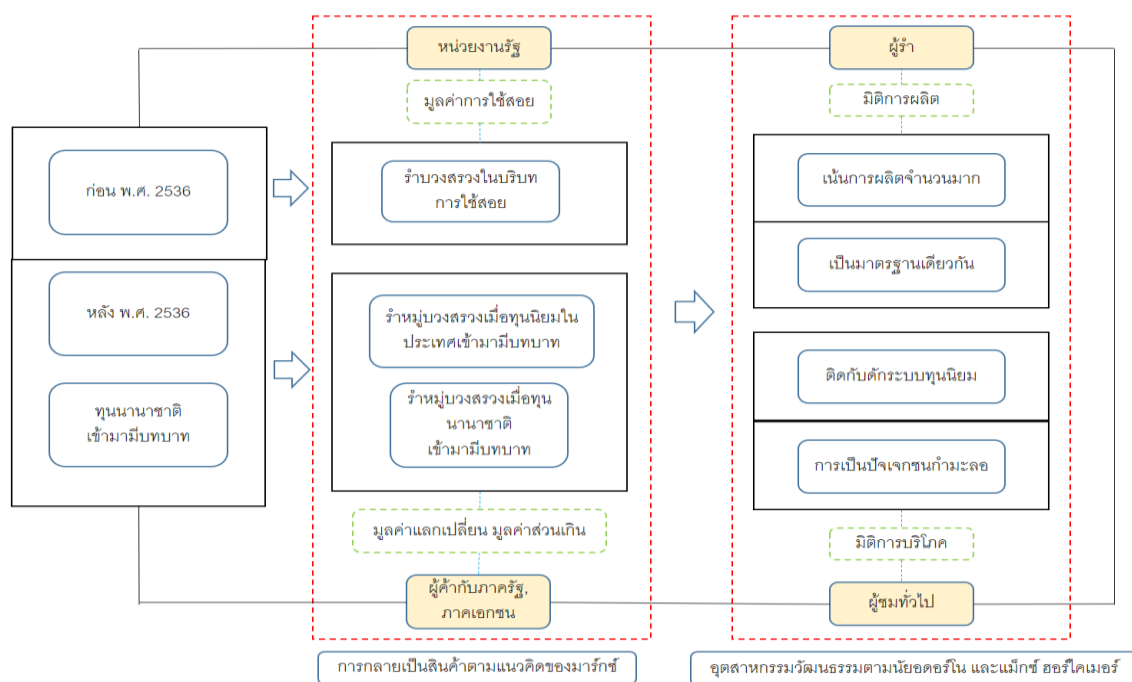 หน่วยงานรัฐ
มูลค่าการใช้สอย
ผู้รำ
มิติการผลิต
ก่อน พ.ศ. 2536
รำบวงสรวงในบริบท
การใช้สอย
เน้นการผลิตจำนวนมาก
เป็นมาตรฐานเดียวกัน
หลัง พ.ศ. 2536
ทุนนานาชาติ
เข้ามามีบทบาท
รำหมู่บวงสรวงเมื่อทุนนิยมใน
ประเทศเข้ามามีบทบาท
รำหมู่บวงสรวงเมื่อทุน
นานาชาติ
เข้ามามีบทบาท
ติดกับดักระบบทุนนิยม
การเป็นปัจเจกชนกำมะลอ
มูลค่าแลกเปลี่ยน มูลค่าส่วนเกิน
มิติการบริโภค
ผู้ค้ากับภาครัฐ,
ภาคเอกชน
ผู้ชมทั่วไป
การกลายเป็นสินค้าตามแนวคิดของมาร์กซ์
อุตสาหกรรมวัฒนธรรมตามนัยอดอร์โน และแม็กซ์ ฮอร์ไคเมอร์